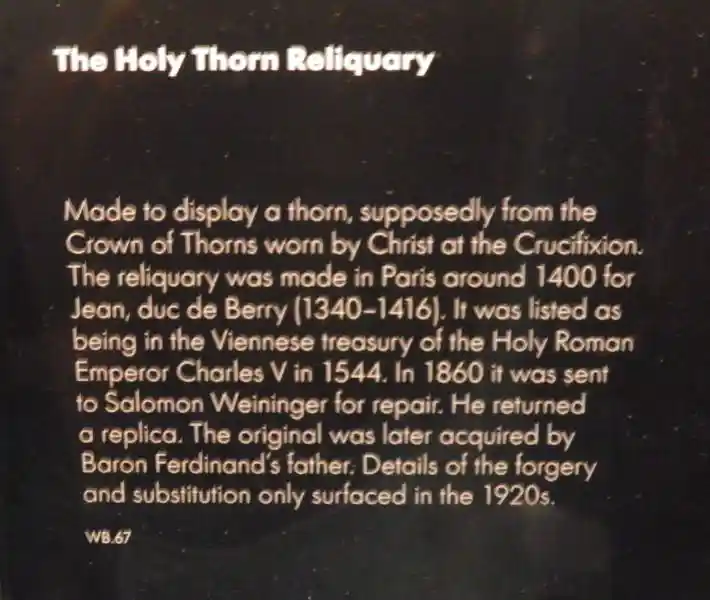 The Holy Thorn Reliquary
Made to display a thorn, supposedly from the
Crown of Thorns worn by Christ at the Crucifixion.
The reliquary was made in Paris around 1400 for
Jean, duc de Berry (1340–1416). It was listed as
being in the Viennese treasury of the Holy Roman
Emperor Charles V in 1544. In 1860 it was sent
to Salomon Weininger for repair. He returned
a replica. The original was later acquired by
Baron Ferdinand's father. Details of the forgery
and substitution only surfaced in the 1920s.
WB.67